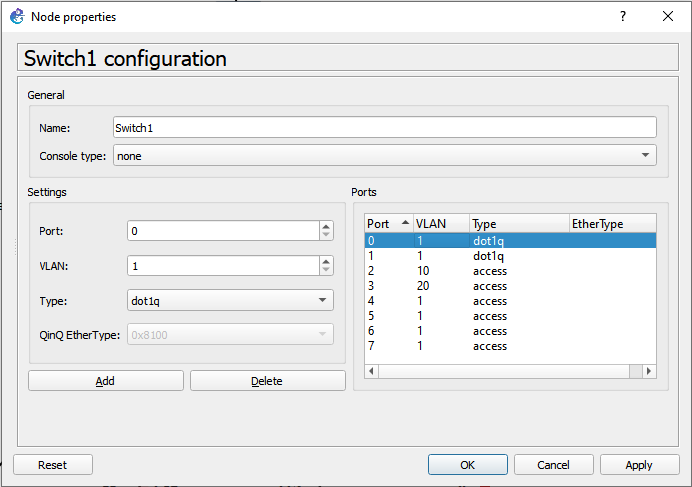 Node properties
?
Switch1 configuration
General
Name: Switch1
Console type: none
Settings
Port: 0
VLAN: 1
Type: dot1q
QinQ EtherType: 0x8100
Add Delete
Ports
Port VLAN Type EtherType
0 1 dot1q
1 1 dot1q
2 10 access
3 20 access
4 1 access
5 1 access
6 1 access
7 1 access
Reset OK Cancel Apply